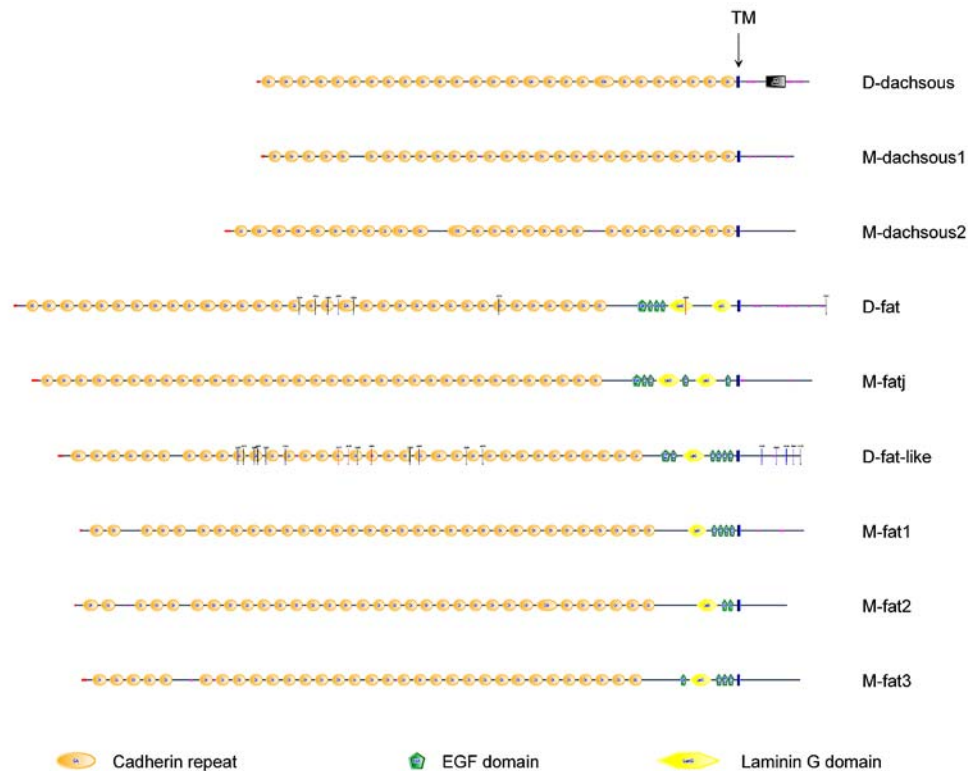 TM
D-dachsous
M-dachsous1
M-dachsous2
D-fat
M-fatj
D-fat-like
M-fat1
M-fat2
M-fat3
Cadherin repeat
EGF domain
Laminin G domain